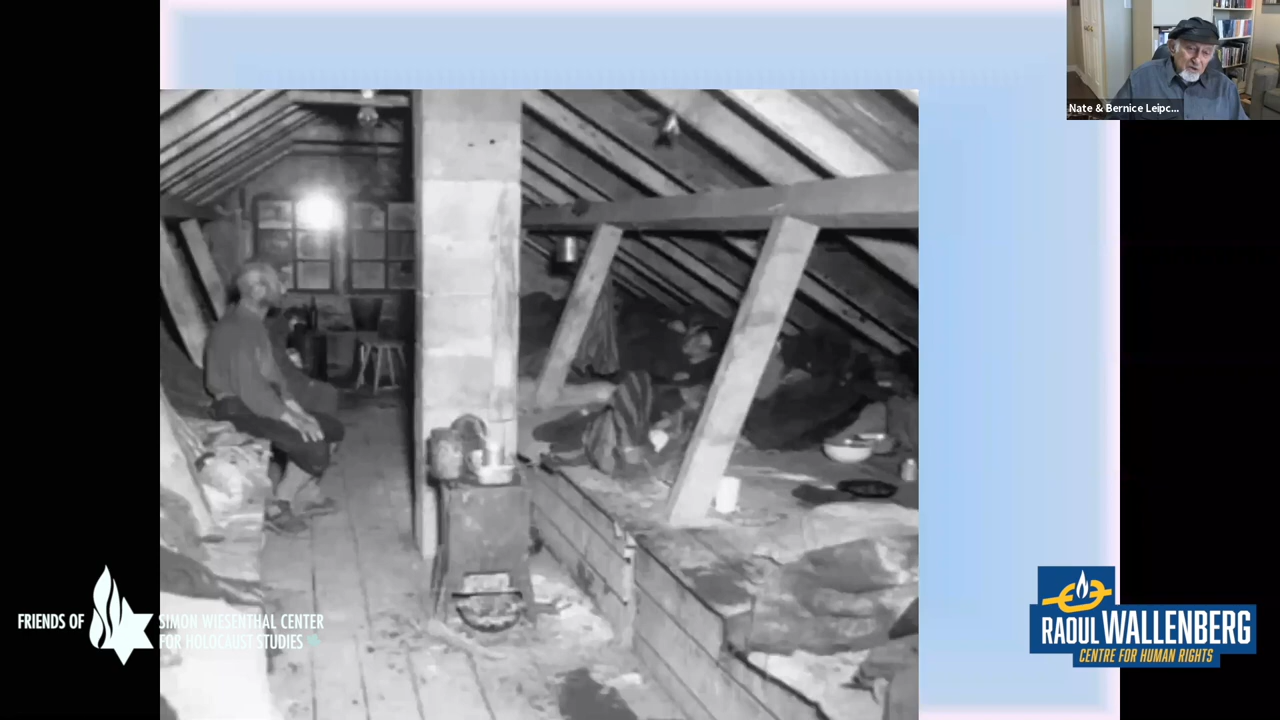 Nate & Bernice Leipc...
FRIENDS OF
SIMON WIESENTHAL CENTER
FOR HOLOCAUST STUDIES
RAOUL WALLENBERG
CENTRE FOR HUMAN RIGHTS